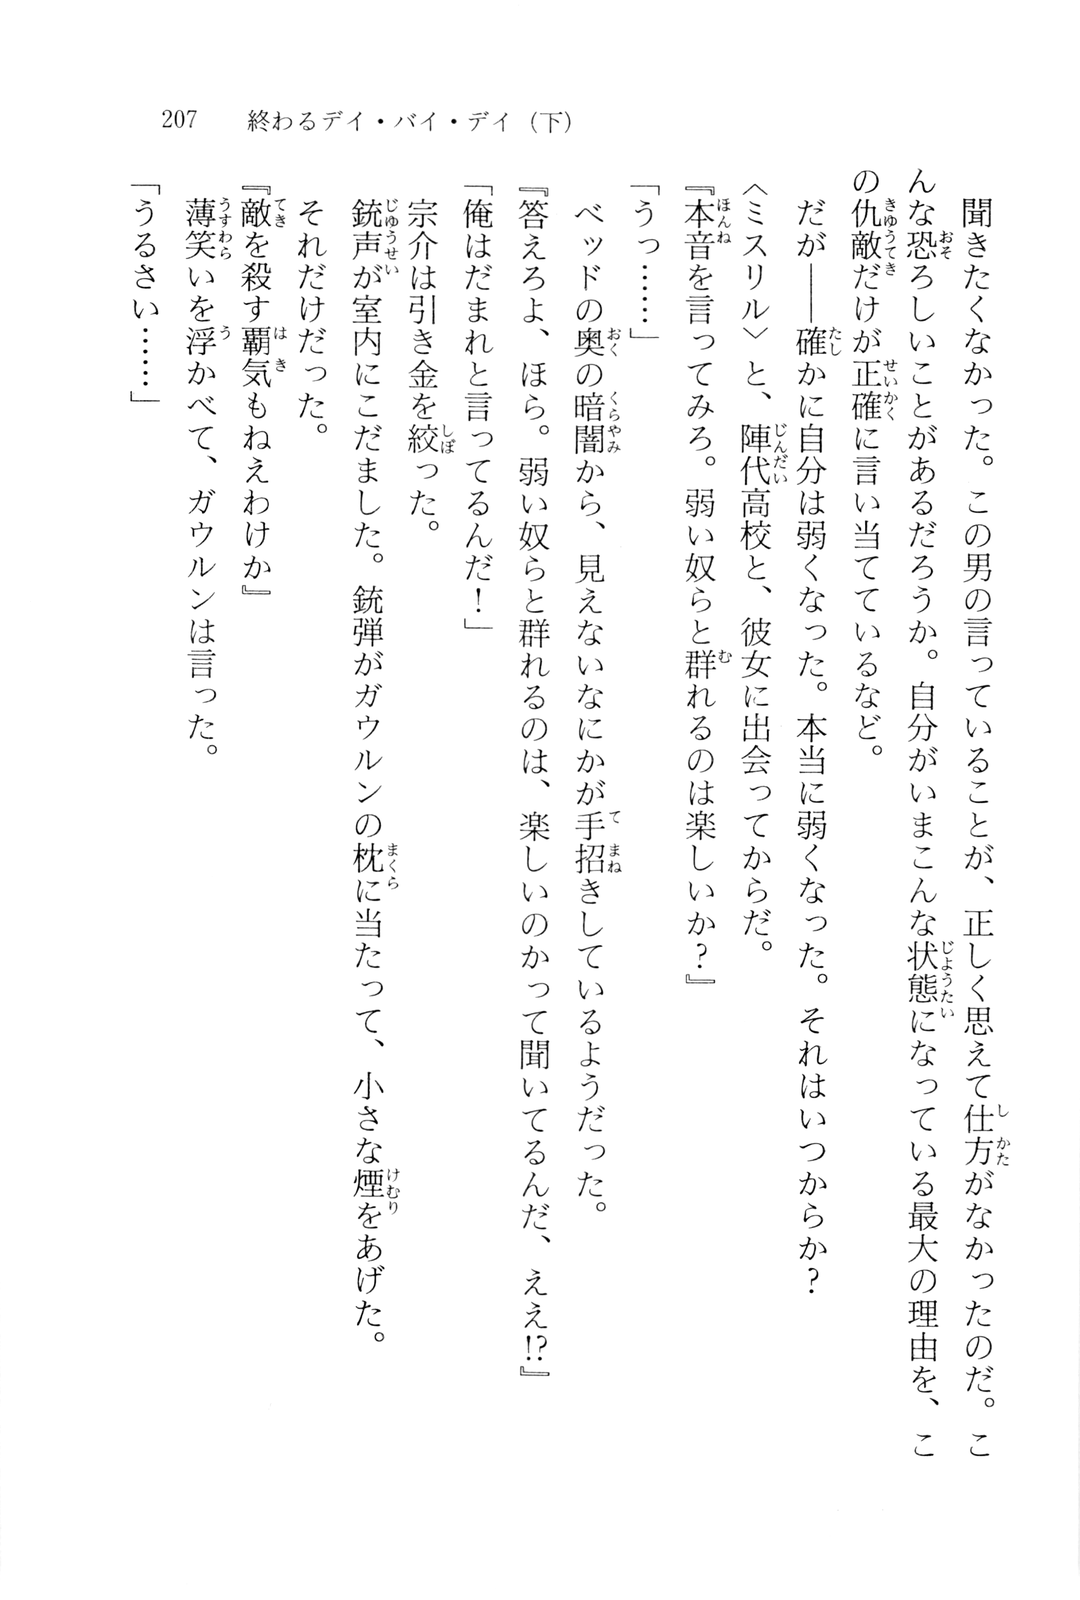 207　終わるデイ・バイ・デイ（下）
　聞きたくなかった。この男の言っていることが、正しく思えて仕方がなかったのだ。こ
んな恐ろしいことがあるだろうか。自分がいまこんな状態になっている最大の理由を、こ
の仇敵だけが正確に言い当てているなど。
　だが――確かに自分は弱くなった。本当に弱くなった。それはいつからか？
〈ミスリル〉と、陣代高校と、彼女に出会ってからだ。
『本音を言ってみろ。弱い奴らと群れるのは楽しいか？』
「うっ……」
　ベッドの奥の暗闇から、見えないなにかが手招きしているようだった。
『答えろよ、ほら。弱い奴らと群れるのは、楽しいのかって聞いてるんだ、ええ!?』
「俺はだまれと言ってるんだ！」
　宗介は引き金を絞った。
　銃声が室内にこだました。銃弾がガウルンの枕に当たって、小さな煙をあげた。
　それだけだった。
『敵を殺す覇気もねえわけか』
　薄笑いを浮かべて、ガウルンは言った。
「うるさい……」